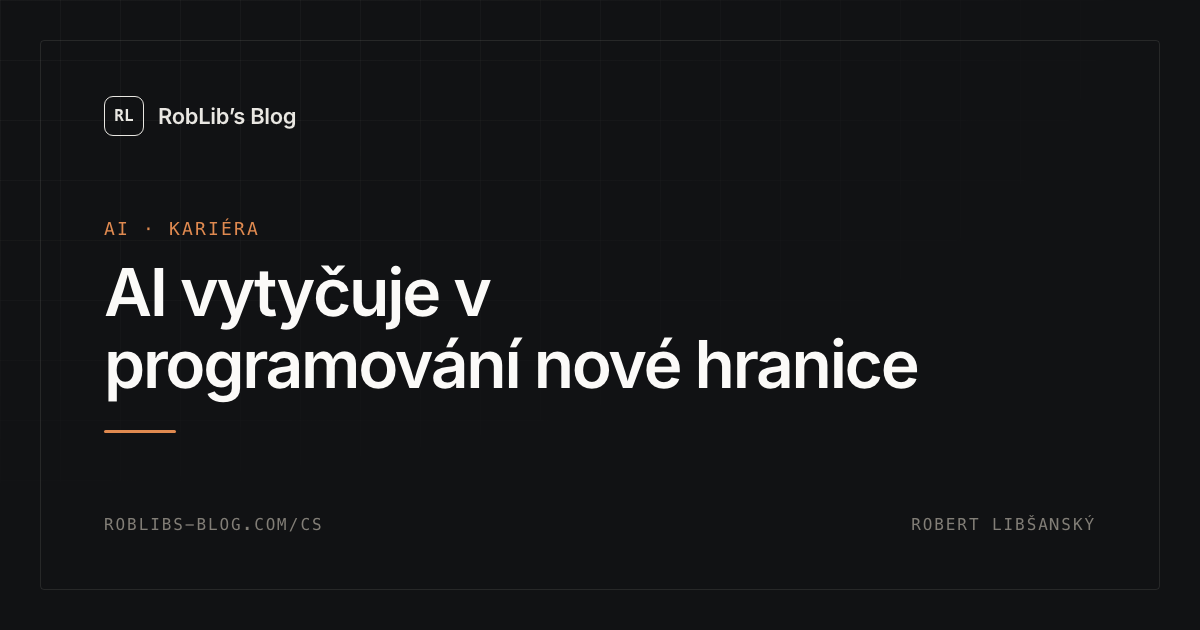 RL
RobLib’s Blog
AI · KARIÉRA
AI vytyčuje v
programování nové hranice
ROBLIBS-BLOG.COM/CS
ROBERT LIBŠANSKÝ